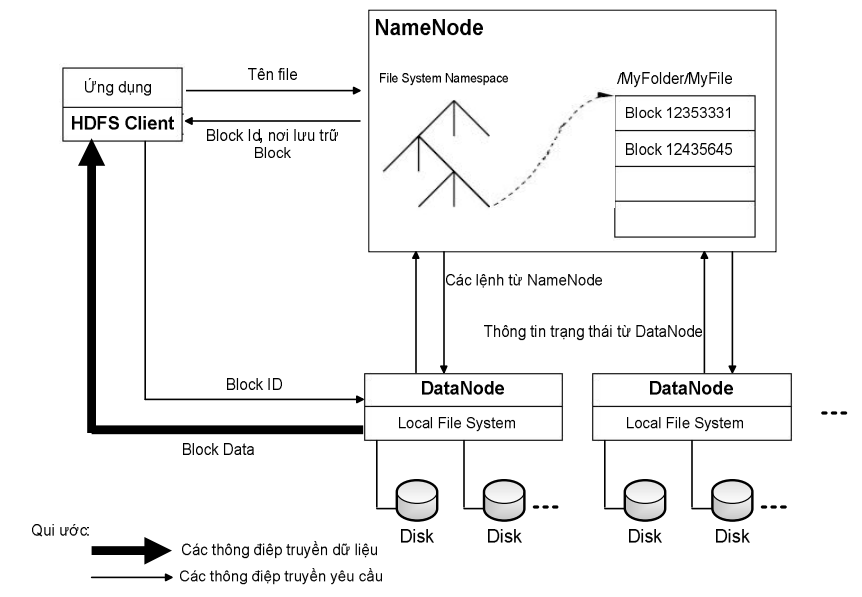 NameNode
Ứng dụng
HDFS Client
Tên file
Block Id, nơi lưu trữ
Block
File System Namespace
/MyFolder/MyFile
Block 12353331
Block 12435645
Các lệnh từ NameNode
Thông tin trạng thái từ DataNode
Block ID
Block Data
DataNode
Local File System
DataNode
Local File System
Disk
Disk
Disk
Disk
Qui ước:
Các thông điệp truyền dữ liệu
Các thông điệp truyền yêu cầu